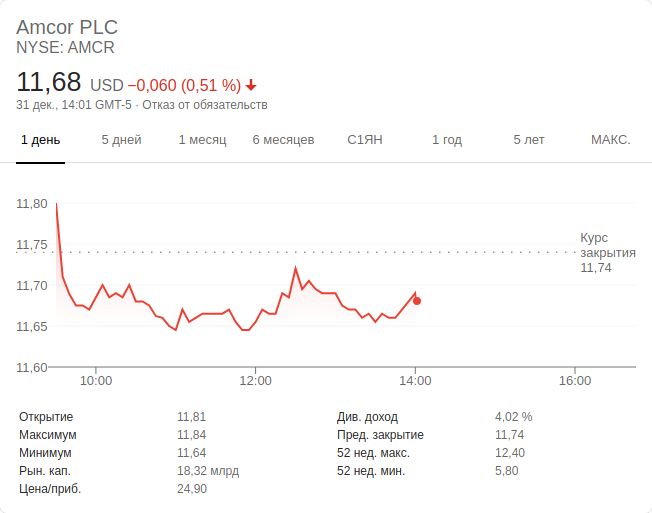 Amcor PLC
NYSE: AMCR
11,68 USD −0,060 (0,51 %)
31 дек., 14:01 GMT-5 · Отказ от обязательств
1 день 5 дней 1 месяц 6 месяцев С1ЯН 1 год 5 лет МАКС.
11,80
11,75
11,70
11,65
11,60
Курс
закрытия
11,74
10:00 12:00 14:00 16:00
Открытие 11,81 Див. доход 4,02 %
Максимум 11,84 Пред. закрытие 11,74
Минимум 11,64 52 нед. макс. 12,40
Рын. кап. 18,32 млрд 52 нед. мин. 5,80
Цена/приб. 24,90